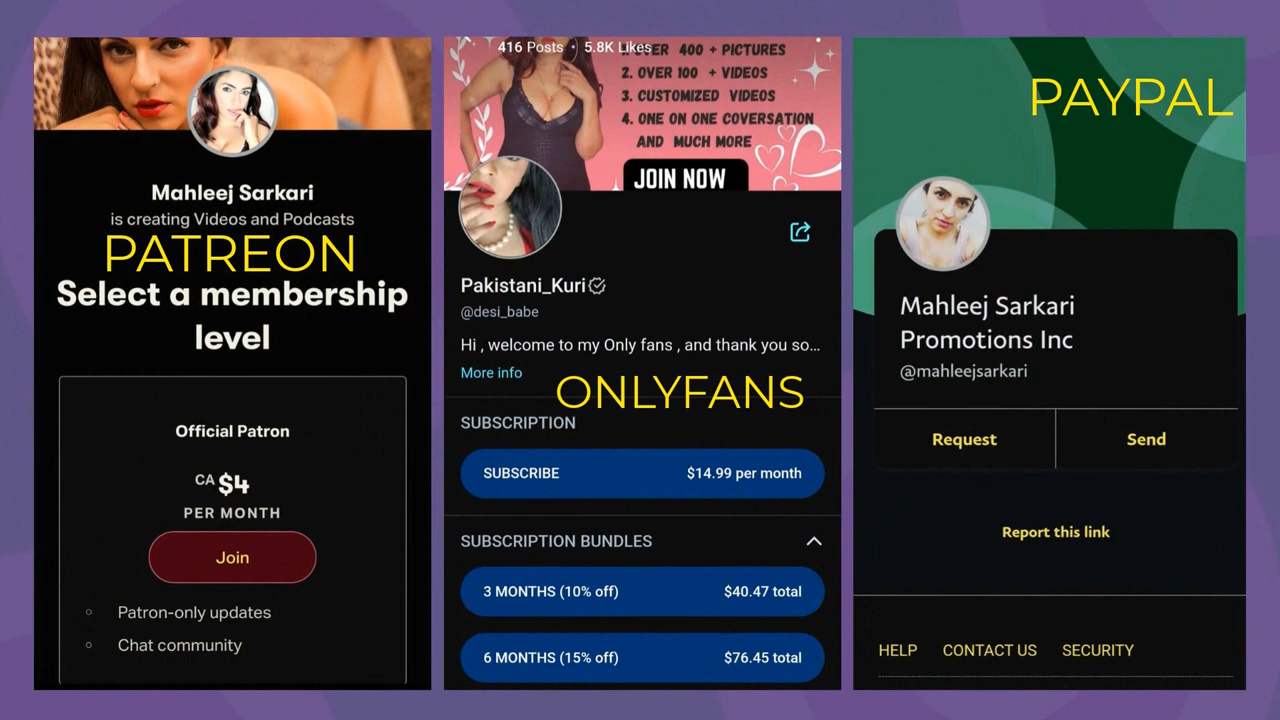 Mahleej Sarkari
is creating Videos and Podcasts
PATREON
Select a membership
level
Official Patron
CA $4
PER MONTH
Join
Patron-only updates
Chat community
416 Posts • 5.8K Likes
1. OVER 400 + PICTURES
2. OVER 100 + VIDEOS
3. CUSTOMIZED VIDEOS
4. ONE ON ONE COVERSATION
AND MUCH MORE
JOIN NOW
Pakistani_Kuri
@desi_babe
Hi , welcome to my Only fans , and thank you so...
More info
ONLYFANS
SUBSCRIPTION
SUBSCRIBE $14.99 per month
SUBSCRIPTION BUNDLES
3 MONTHS (10% off) $40.47 total
6 MONTHS (15% off) $76.45 total
PAYPAL
Mahleej Sarkari
Promotions Inc
@mahleejsarkari
Request Send
Report this link
HELP CONTACT US SECURITY